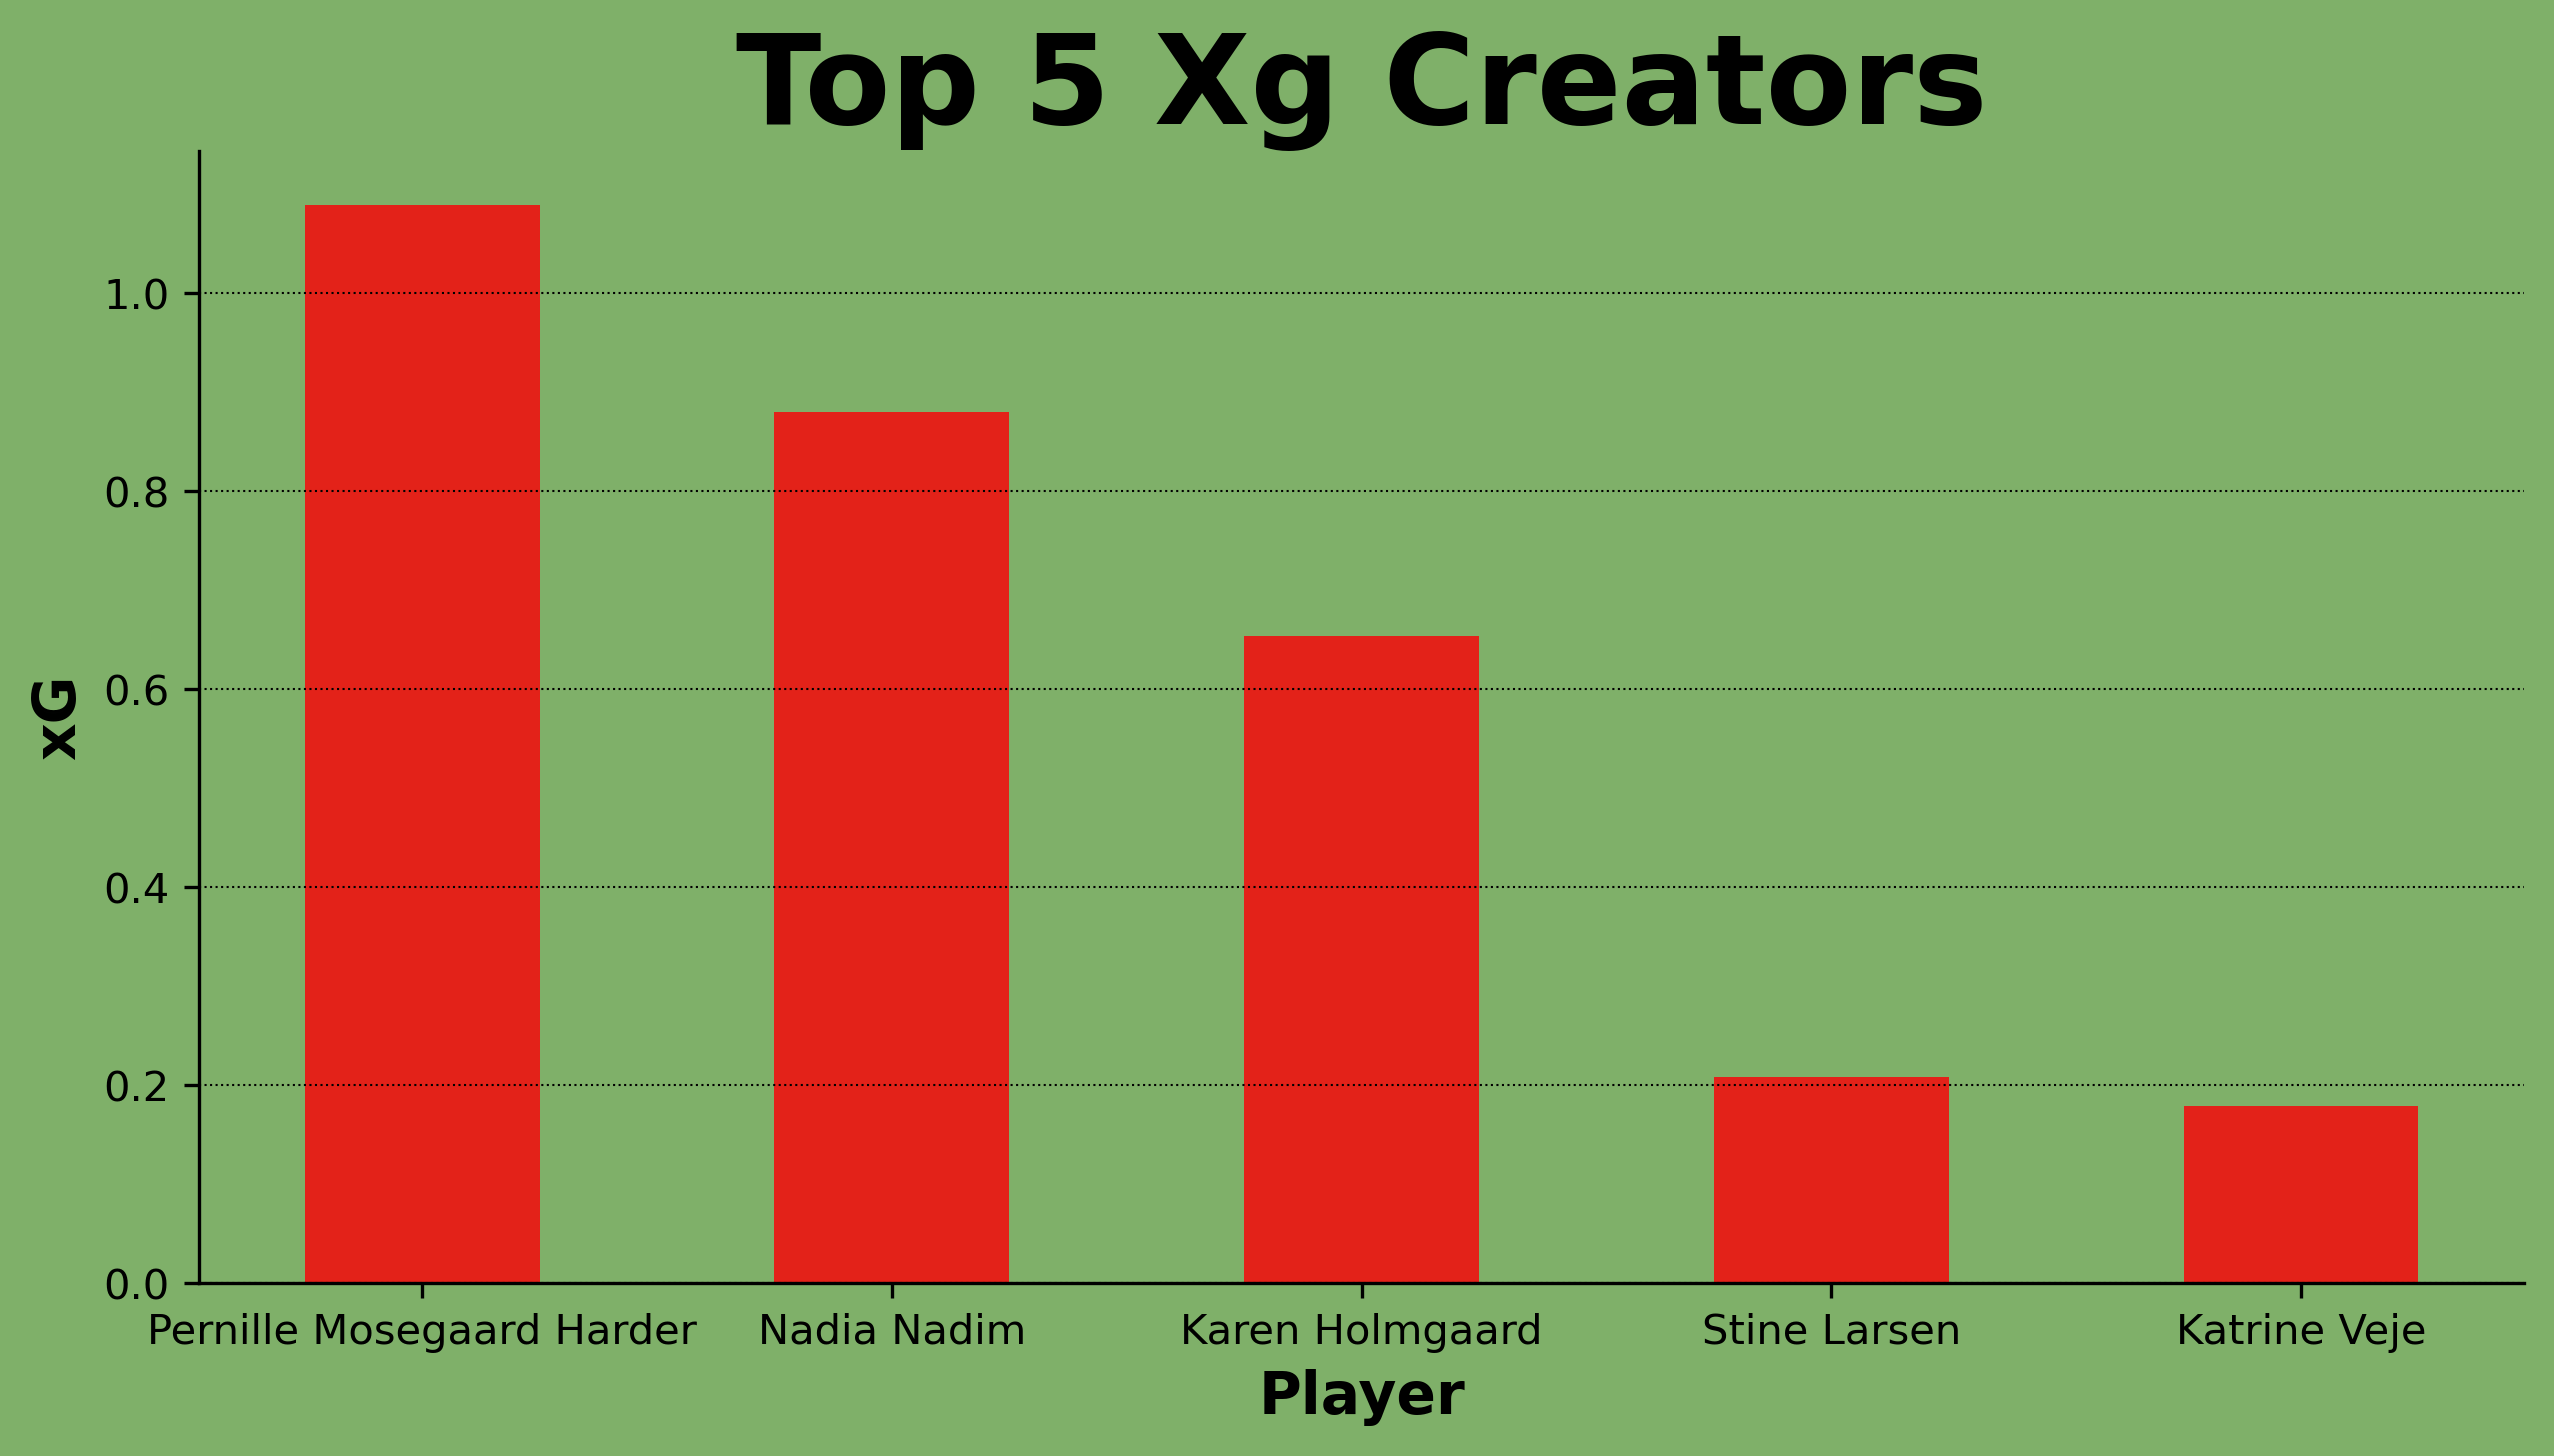 Top 5 Xg Creators
xG
1.0
0.8
0.6
0.4
0.2
0.0
Pernille Mosegaard Harder Nadia Nadim Karen Holmgaard Stine Larsen Katrine Veje
Player